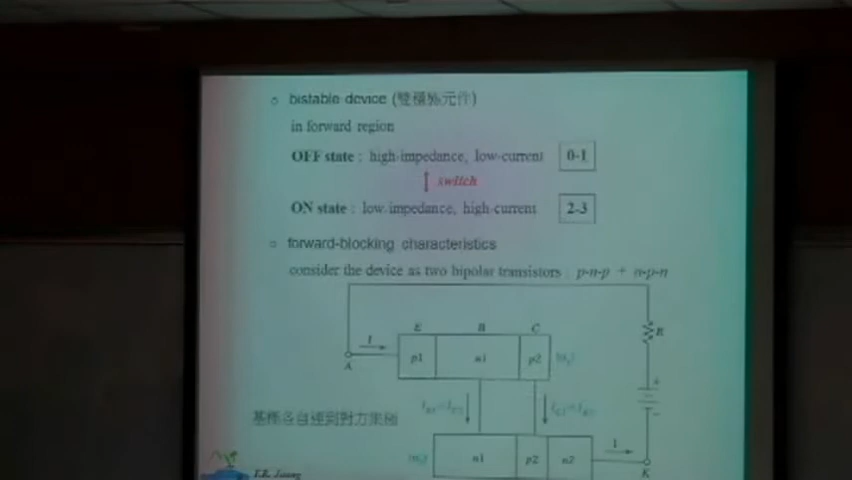 bistable device (雙穩態元件)
in forward region
OFF state : high-impedance, low-current 0-1
switch
ON state : low-impedance, high-current 2-3
forward-blocking characteristics
consider the device as two bipolar transistors : p-n-p + n-p-n
E B C
I
p1 n1 p2
A
R
+
-
基極各自連到對方集極
n1 p2 n2
I
K